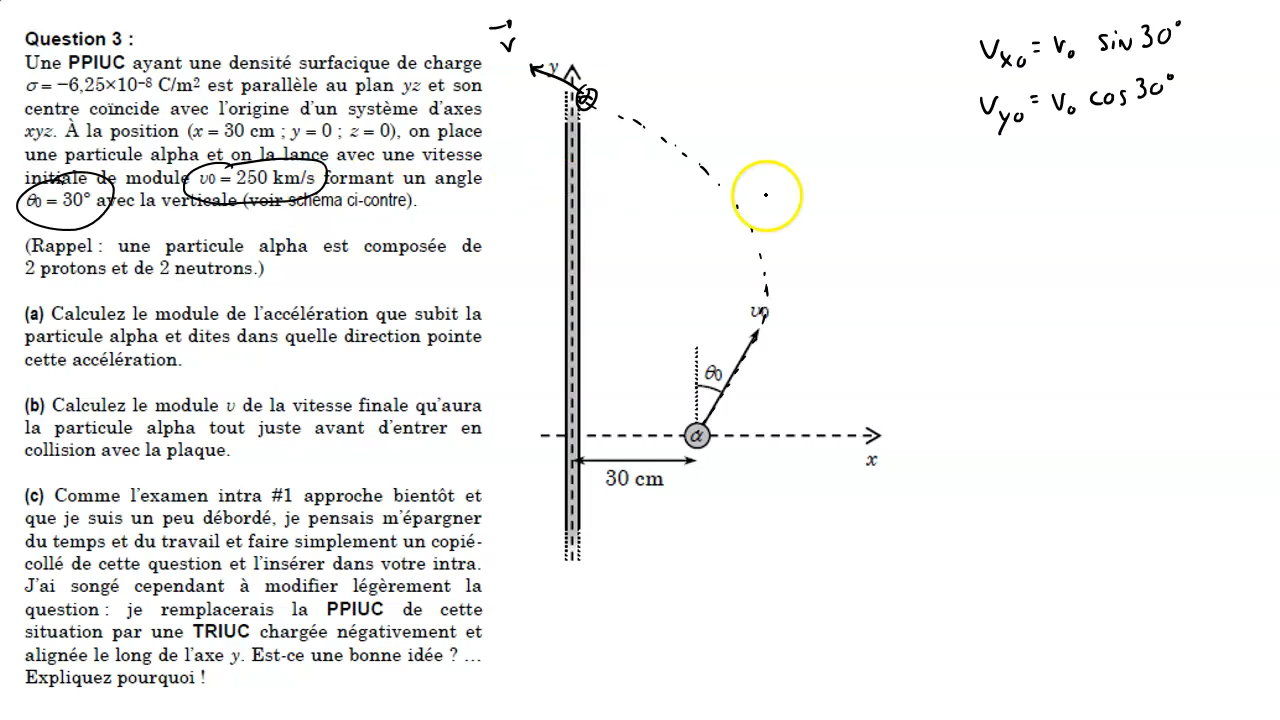 Question 3 :
Une PPIUC ayant une densité surfacique de charge
σ = −6,25×10⁻⁸ C/m² est parallèle au plan yz et son
centre coïncide avec l'origine d'un système d'axes
xyz. À la position (x = 30 cm ; y = 0 ; z = 0), on place
une particule alpha et on la lance avec une vitesse
initiale de module v0 = 250 km/s formant un angle
θ0 = 30° avec la verticale (voir schéma ci-contre).
(Rappel : une particule alpha est composée de
2 protons et de 2 neutrons.)
(a) Calculez le module de l'accélération que subit la
particule alpha et dites dans quelle direction pointe
cette accélération.
(b) Calculez le module v de la vitesse finale qu'aura
la particule alpha tout juste avant d'entrer en
collision avec la plaque.
(c) Comme l'examen intra #1 approche bientôt et
que je suis un peu débordé, je pensais m'épargner
du temps et du travail et faire simplement un copié-
collé de cette question et l'insérer dans votre intra.
J'ai songé cependant à modifier légèrement la
question : je remplacerais la PPIUC de cette
situation par une TRIUC chargée négativement et
alignée le long de l'axe y. Est-ce une bonne idée ? …
Expliquez pourquoi !
v⃗
y
α
v0
θ0
α
x
30 cm
Vx0 = v0 sin 30°
Vy0 = v0 cos 30°